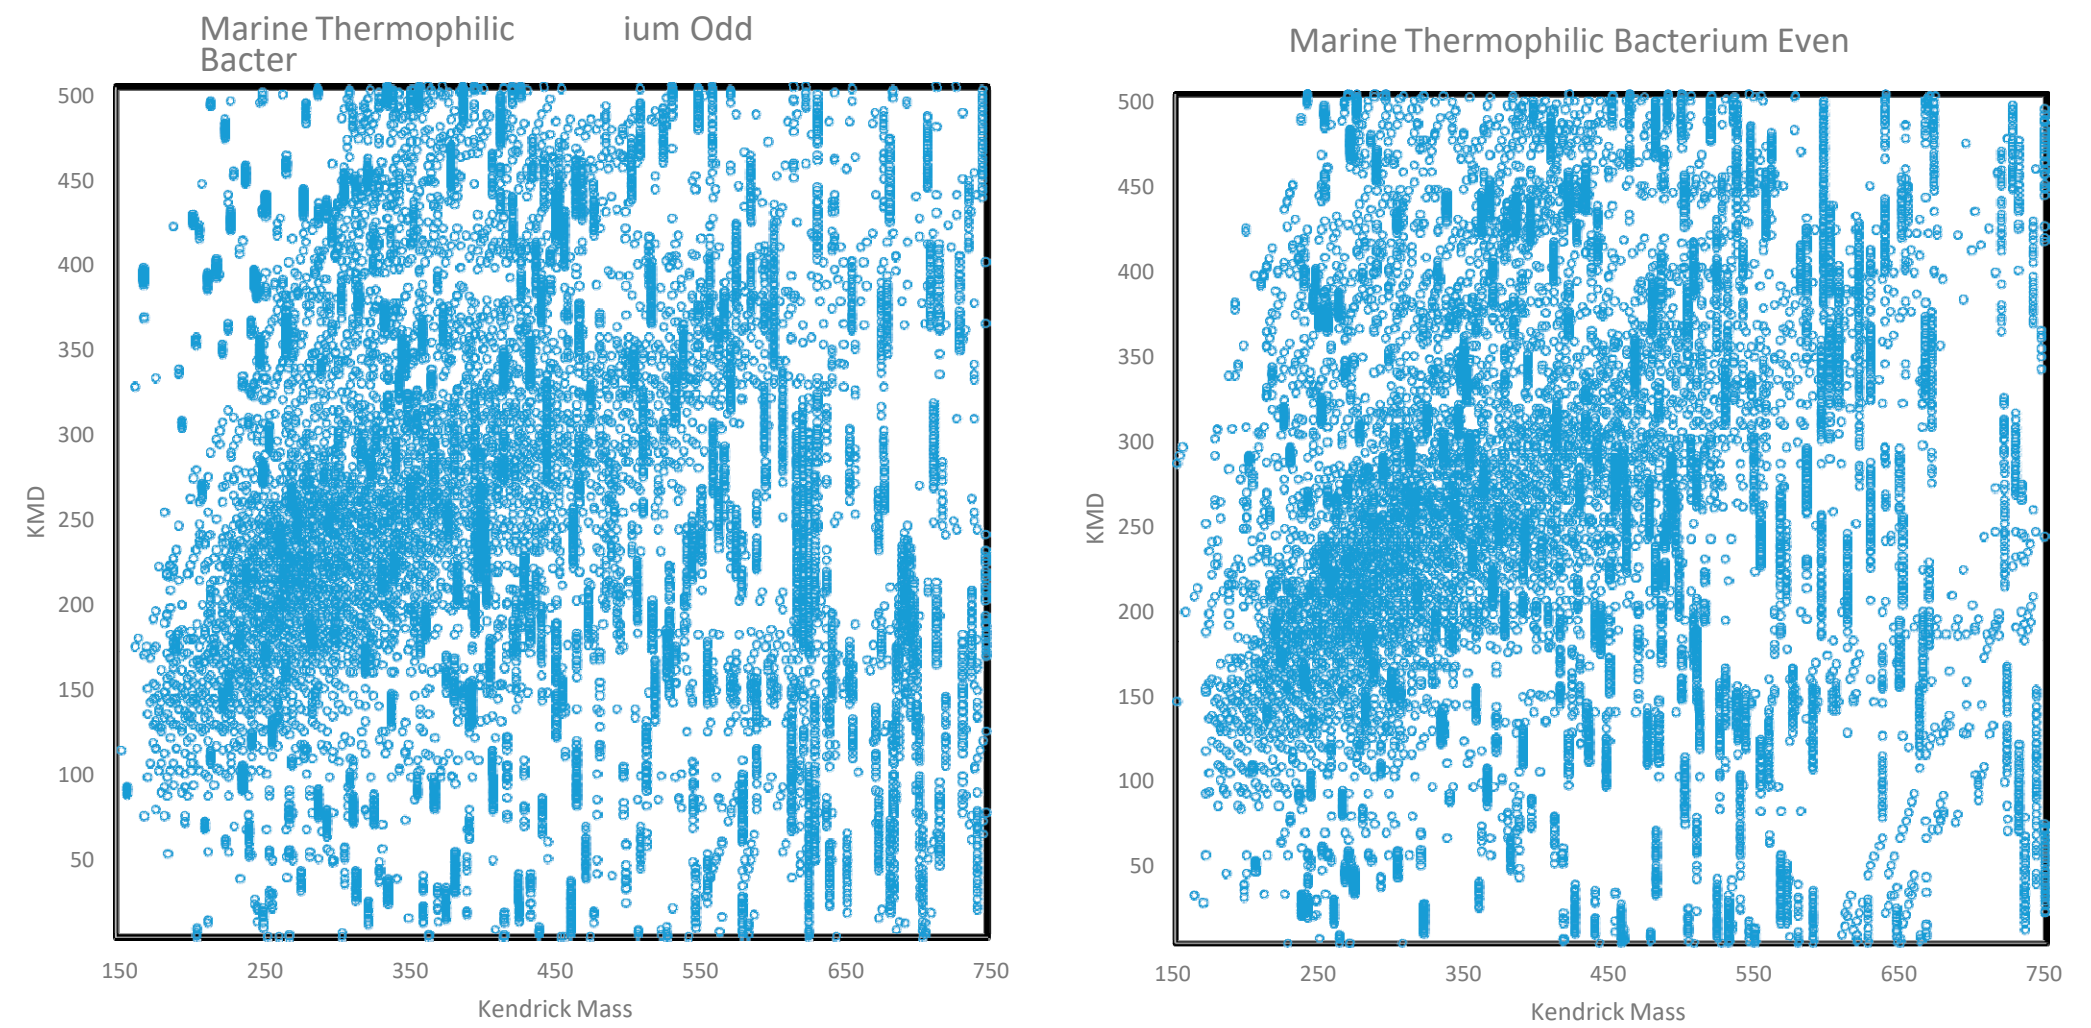 Marine Thermophilic ium Odd
Bacter
500
450
400
350
300
250
200
150
100
50
KMD
150 250 350 450 550 650 750
Kendrick Mass
Marine Thermophilic Bacterium Even
500
450
400
350
300
250
200
150
100
50
KMD
150 250 350 450 550 650 750
Kendrick Mass